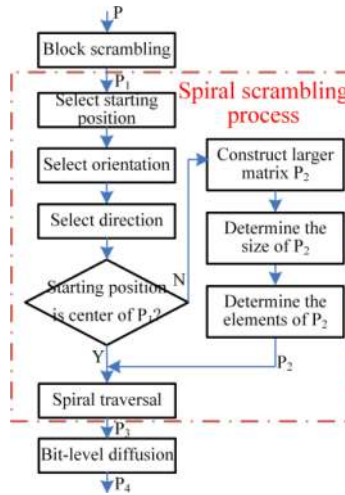 P
Block scrambling
P1
Select starting
position
Spiral scrambling
process
Select orientation
Construct larger
matrix P2
Select direction
Determine the
size of P2
N
Starting position
is center of P1?
Determine the
elements of P2
Y
P2
Spiral traversal
P3
Bit-level diffusion
P4